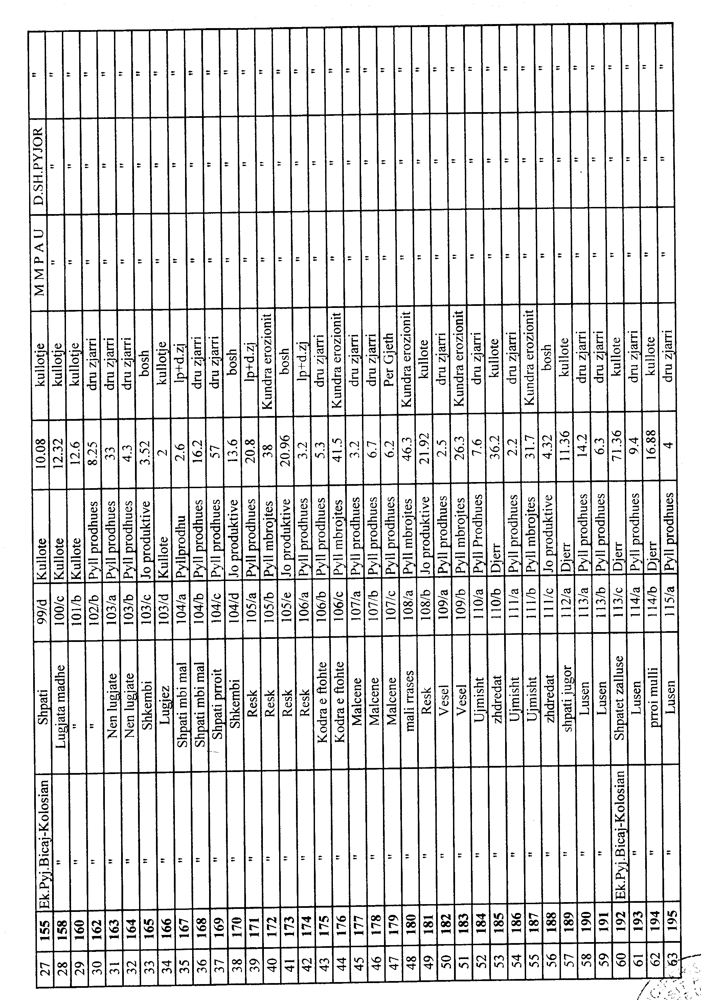 27 155 Ek.Pyj.Bicaj-Kolosian Shpati 99/d Kullote 10.08 kullotje M M P A U D.SH.PYJOR "
28 158 " Lugjata madhe 100/c Kullote 12.32 kullotje " " "
29 160 " " 101/b Kullote 12.6 kullotje " " "
30 162 " " 102/b Pyll prodhues 8.25 dru zjarri " " "
31 163 " Nen lugjate 103/a Pyll prodhues 33 dru zjarri " " "
32 164 " Nen lugjate 103/b Pyll prodhues 4.3 dru zjarri " " "
33 165 " Shkembi 103/c Jo produktive 3.52 bosh " " "
34 166 " Lugjez 103/d Kullote 2 kullotje " " "
35 167 " Shpati mbi mal 104/a Pyllprodhu 2.6 lp+d.zj " " "
36 168 " Shpati mbi mal 104/b Pyll prodhues 16.2 dru zjarri " " "
37 169 " Shpati prroit 104/c Pyll prodhues 57 dru zjarri " " "
38 170 " Shkembi 104/d Jo produktive 13.6 bosh " " "
39 171 " Resk 105/a Pyll prodhues 20.8 lp+d.zj " " "
40 172 " Resk 105/b Pyll mbrojtes 38 Kundra erozionit " " "
41 173 " Resk 105/e Jo produktive 20.96 bosh " " "
42 174 " Resk 106/a Pyll prodhues 3.2 lp+d.zj " " "
43 175 " Kodra e ftohte 106/b Pyll prodhues 5.3 dru zjarri " " "
44 176 " Kodra e ftohte 106/c Pyll mbrojtes 41.5 Kundra erozionit " " "
45 177 " Malcene 107/a Pyll prodhues 3.2 dru zjarri " " "
46 178 " Malcene 107/b Pyll prodhues 6.7 dru zjarri " " "
47 179 " Malcene 107/c Pyll prodhues 6.2 Per Gjeth " " "
48 180 " mali rrases 108/a Pyll mbrojtes 46.3 Kundra erozionit " " "
49 181 " Resk 108/b Jo produktive 21.92 kullote " " "
50 182 " Vesel 109/a Pyll prodhues 2.5 dru zjarri " " "
51 183 " Vesel 109/b Pyll mbrojtes 26.3 Kundra erozionit " " "
52 184 " Ujmisht 110/a Pyll Prodhues 7.6 dru zjarri " " "
53 185 " zhdredat 110/b Djerr 36.2 kullote " " "
54 186 " Ujmisht 111/a Pyll prodhues 2.2 dru zjarri " " "
55 187 " Ujmisht 111/b Pyll mbrojtes 31.7 Kundra erozionit " " "
56 188 " zhdredat 111/c Jo produktive 4.32 bosh " " "
57 189 " shpati jugor 112/a Djerr 11.36 kullote " " "
58 190 " Lusen 113/a Pyll prodhues 14.2 dru zjarri " " "
59 191 " Lusen 113/b Pyll prodhues 6.3 dru zjarri " " "
60 192 Ek.Pyj.Bicaj-Kolosian Shpatet zalluse 113/c Djerr 71.36 kullote " " "
61 193 " Lusen 114/a Pyll prodhues 9.4 dru zjarri " " "
62 194 " prroi mulli 114/b Djerr 16.88 kullote " " "
63 195 " Lusen 115/a Pyll prodhues 4 dru zjarri " " "